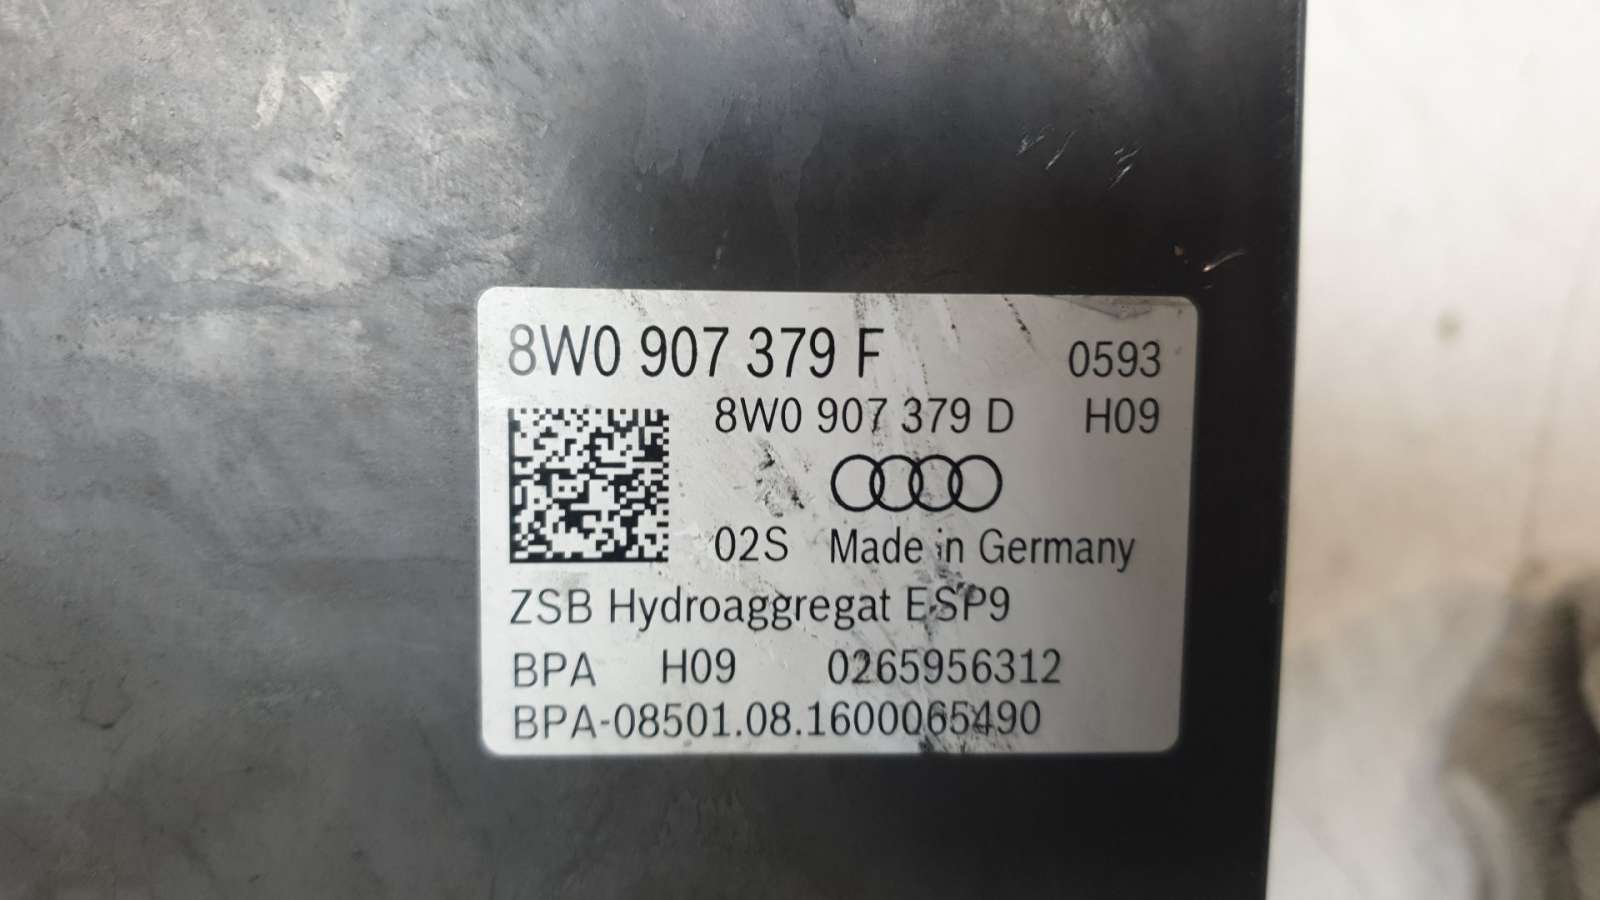 8W0 907 379 F 0593
8W0 907 379 D H09
02S Made in Germany
ZSB Hydroaggregat ESP9
BPA H09 0265956312
BPA-08501.08.1600065490